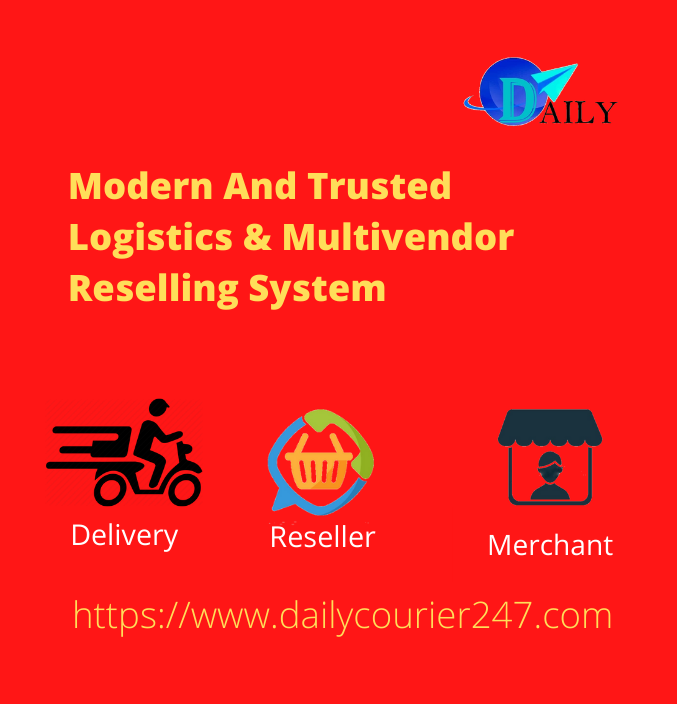 DAILY
Modern And Trusted
Logistics & Multivendor
Reselling System
Delivery
Reseller
Merchant
https://www.dailycourier247.com